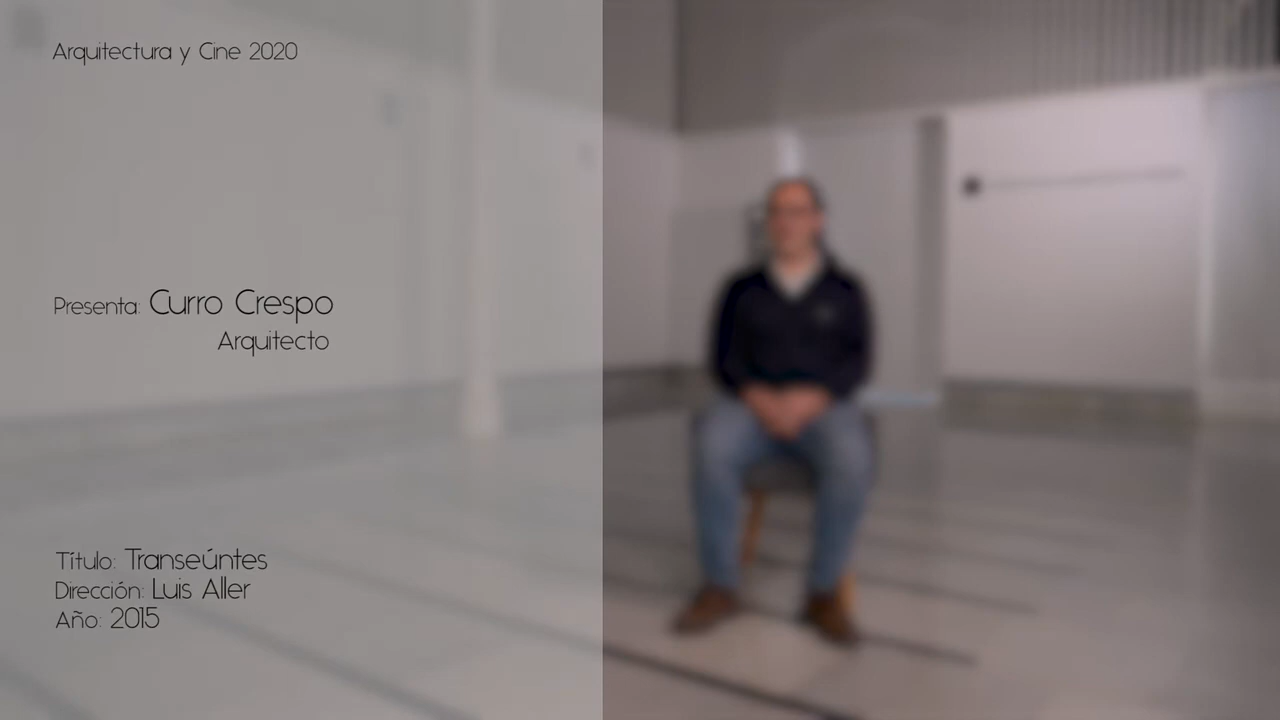 Arquitectura y Cine 2020
Presenta: Curro Crespo
Arquitecto
Título: Transeúntes
Dirección: Luis Aller
Año: 2015